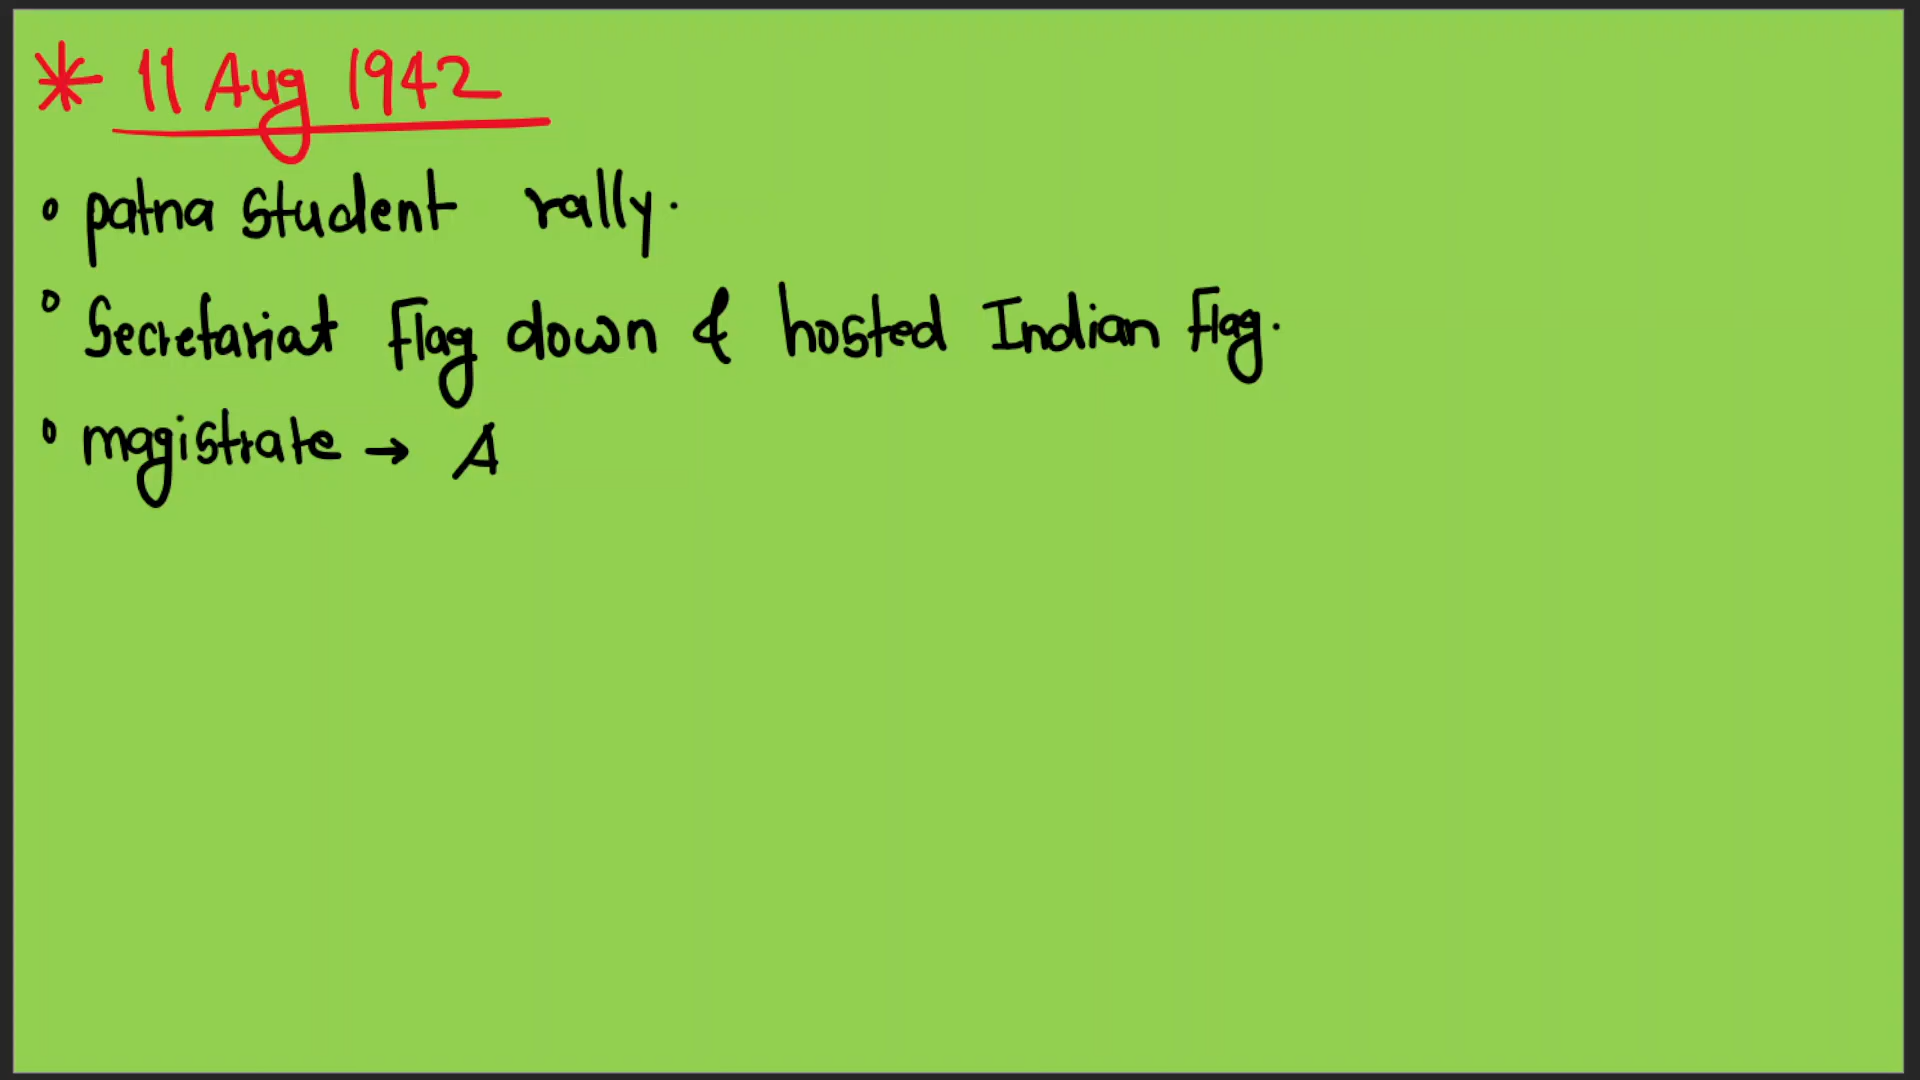 * 11 Aug 1942
• patna student rally.
• Secretariat Flag down & hosted Indian Flag.
• magistrate → A